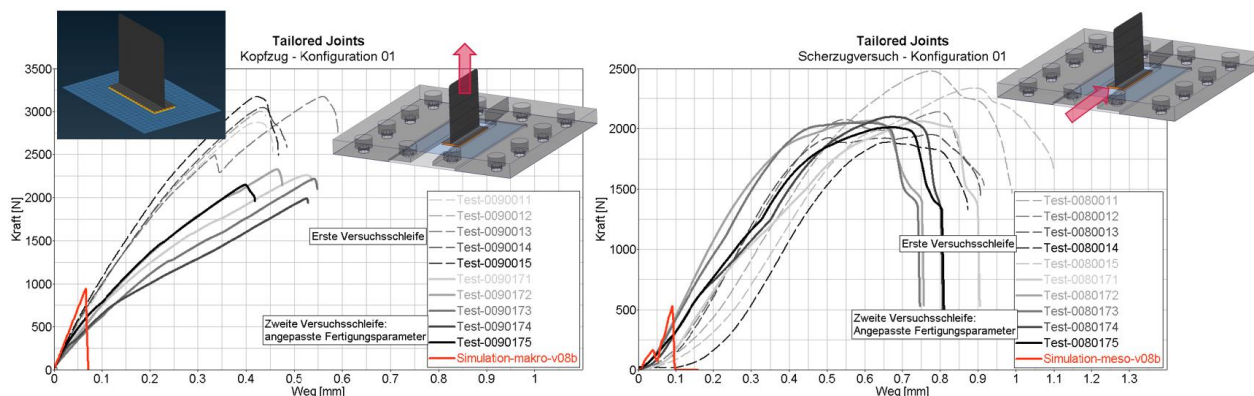 Tailored Joints
Kopfzug - Konfiguration 01
3500
3000
2500
2000
1750
1500
1250
1000
750
500
250
0
Kraft [N]
0
0.1
0.2
0.3
0.4
0.5
0.6
0.7
0.8
0.9
1
Weg [mm]
Erste Versuchsschleife
Zweite Versuchsschleife:
angepasste Fertigungsparameter
Test-0090011
Test-0090012
Test-0090013
Test-0090014
Test-0090015
Test-0090171
Test-0090172
Test-0090173
Test-0090174
Test-0090175
Simulation-makro-v08b
Tailored Joints
Scherzugversuch - Konfiguration 01
2500
2000
1500
1000
500
0
Kraft [N]
0
0.1
0.2
0.3
0.4
0.5
0.6
0.7
0.8
0.9
1
1.1
1.2
1.3
Weg [mm]
Erste Versuchsschleife
Zweite Versuchsschleife:
Angepasste Fertigungsparameter
Test-0080011
Test-0080012
Test-0080013
Test-0080014
Test-0080015
Test-0080171
Test-0080172
Test-0080173
Test-0080174
Test-0080175
Simulation-meso-v08b